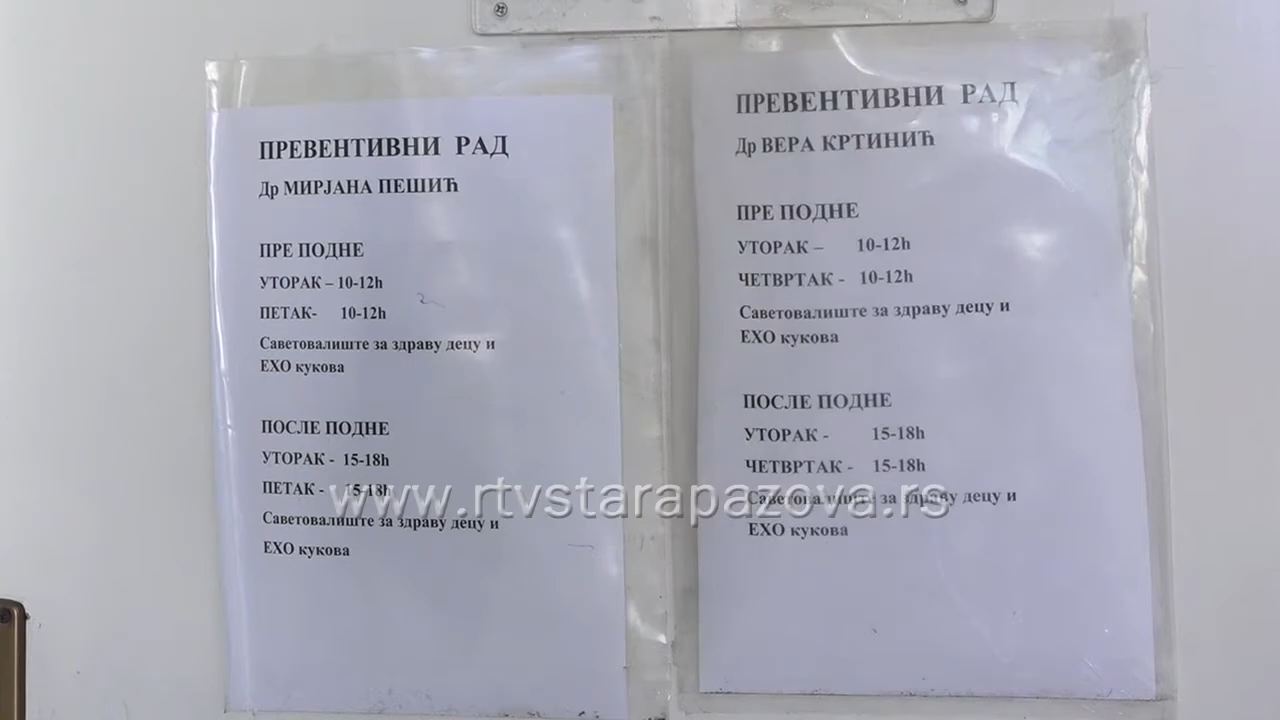 ПРЕВЕНТИВНИ РАД
Др МИРЈАНА ПЕШИЋ
ПРЕ ПОДНЕ
УТОРАК – 10-12h
ПЕТАК- 10-12h
Саветовалиште за здраву децу и
ЕХО кукова
ПОСЛЕ ПОДНЕ
УТОРАК - 15-18h
ПЕТАК - 15-18h
Саветовалиште за здраву децу и
ЕХО кукова
ПРЕВЕНТИВНИ РАД
Др ВЕРА КРТИНИЋ
ПРЕ ПОДНЕ
УТОРАК – 10-12h
ЧЕТВРТАК - 10-12h
Саветовалиште за здраву децу и
ЕХО кукова
ПОСЛЕ ПОДНЕ
УТОРАК - 15-18h
ЧЕТВРТАК - 15-18h
Саветовалиште за здраву децу и
ЕХО кукова
www.rtvstarapazova.rs